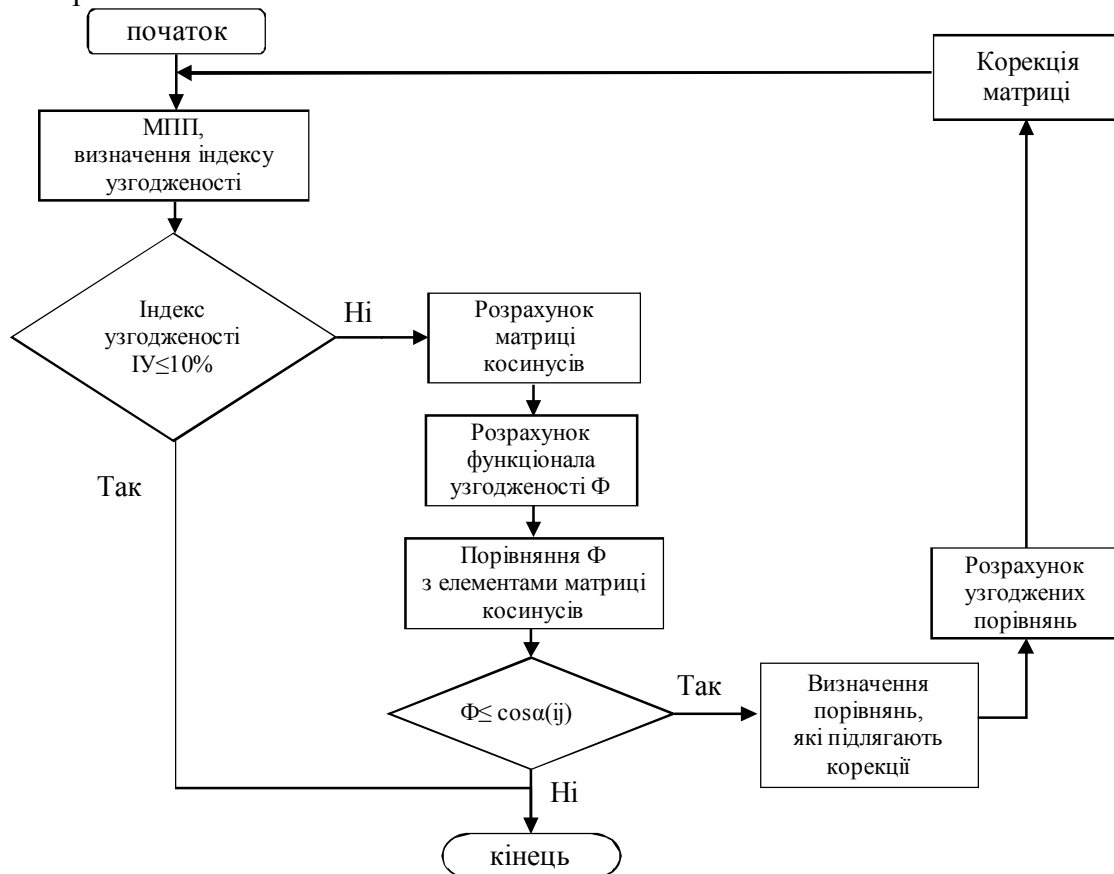 початок
Корекція
матриці
МПП,
визначення індексу
узгодженості
Індекс
узгодженості
ІУ≤10%
Ні
Розрахунок
матриці
косинусів
Розрахунок
функціонала
узгодженості Ф
Так
Порівняння Ф
з елементами матриці
косинусів
Розрахунок
узгоджених
порівнянь
Ф≤ cosα(ij)
Так
Визначення
порівнянь,
які підлягають
корекції
Ні
кінець